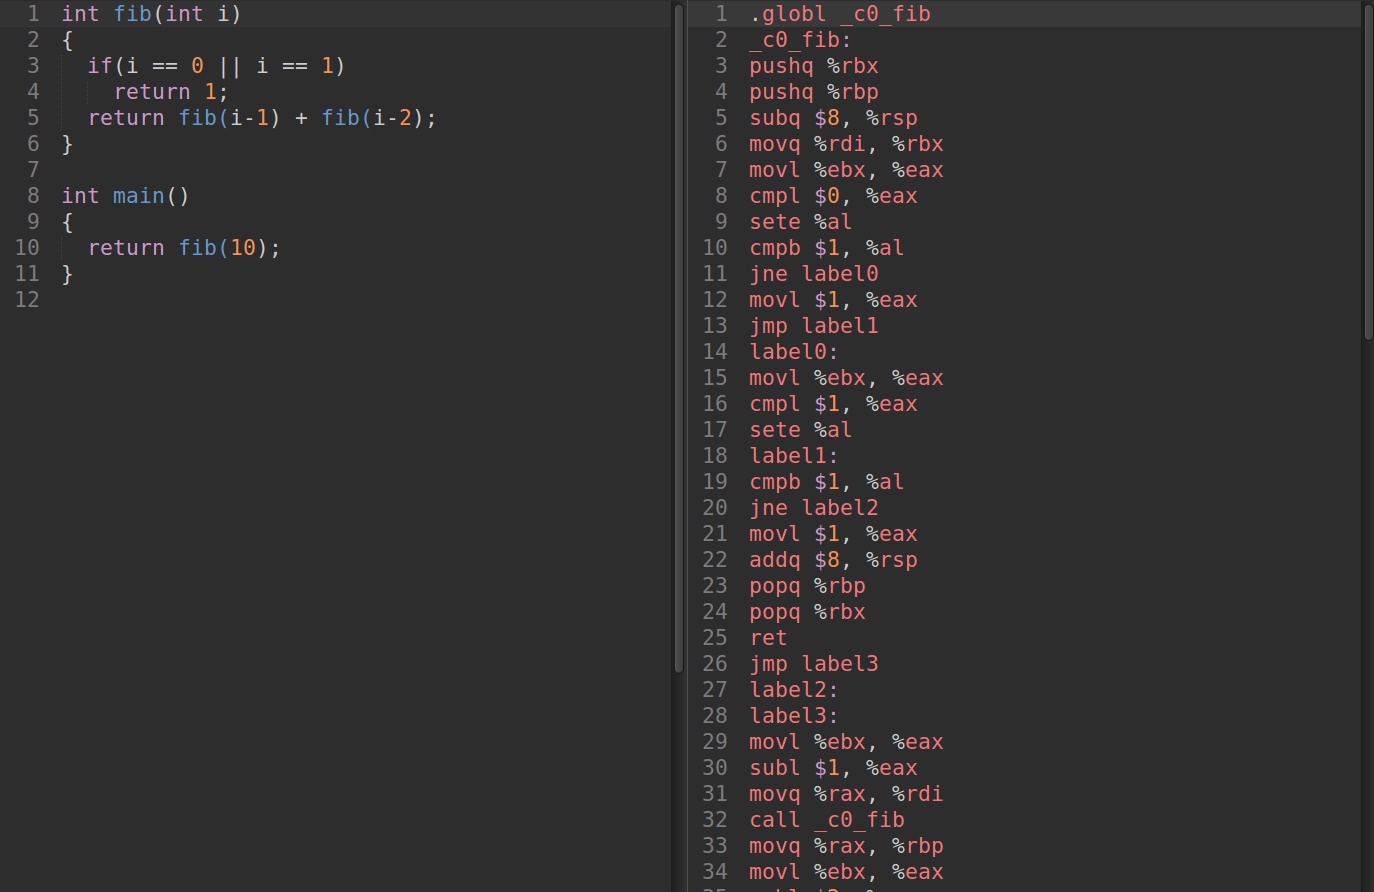 1 int fib(int i)
2 {
3 if(i == 0 || i == 1)
4 return 1;
5 return fib(i-1) + fib(i-2);
6 }
7
8 int main()
9 {
10 return fib(10);
11 }
12
1 .globl _c0_fib
2 _c0_fib:
3 pushq %rbx
4 pushq %rbp
5 subq $8, %rsp
6 movq %rdi, %rbx
7 movl %ebx, %eax
8 cmpl $0, %eax
9 sete %al
10 cmpb $1, %al
11 jne label0
12 movl $1, %eax
13 jmp label1
14 label0:
15 movl %ebx, %eax
16 cmpl $1, %eax
17 sete %al
18 label1:
19 cmpb $1, %al
20 jne label2
21 movl $1, %eax
22 addq $8, %rsp
23 popq %rbp
24 popq %rbx
25 ret
26 jmp label3
27 label2:
28 label3:
29 movl %ebx, %eax
30 subl $1, %eax
31 movq %rax, %rdi
32 call _c0_fib
33 movq %rax, %rbp
34 movl %ebx, %eax